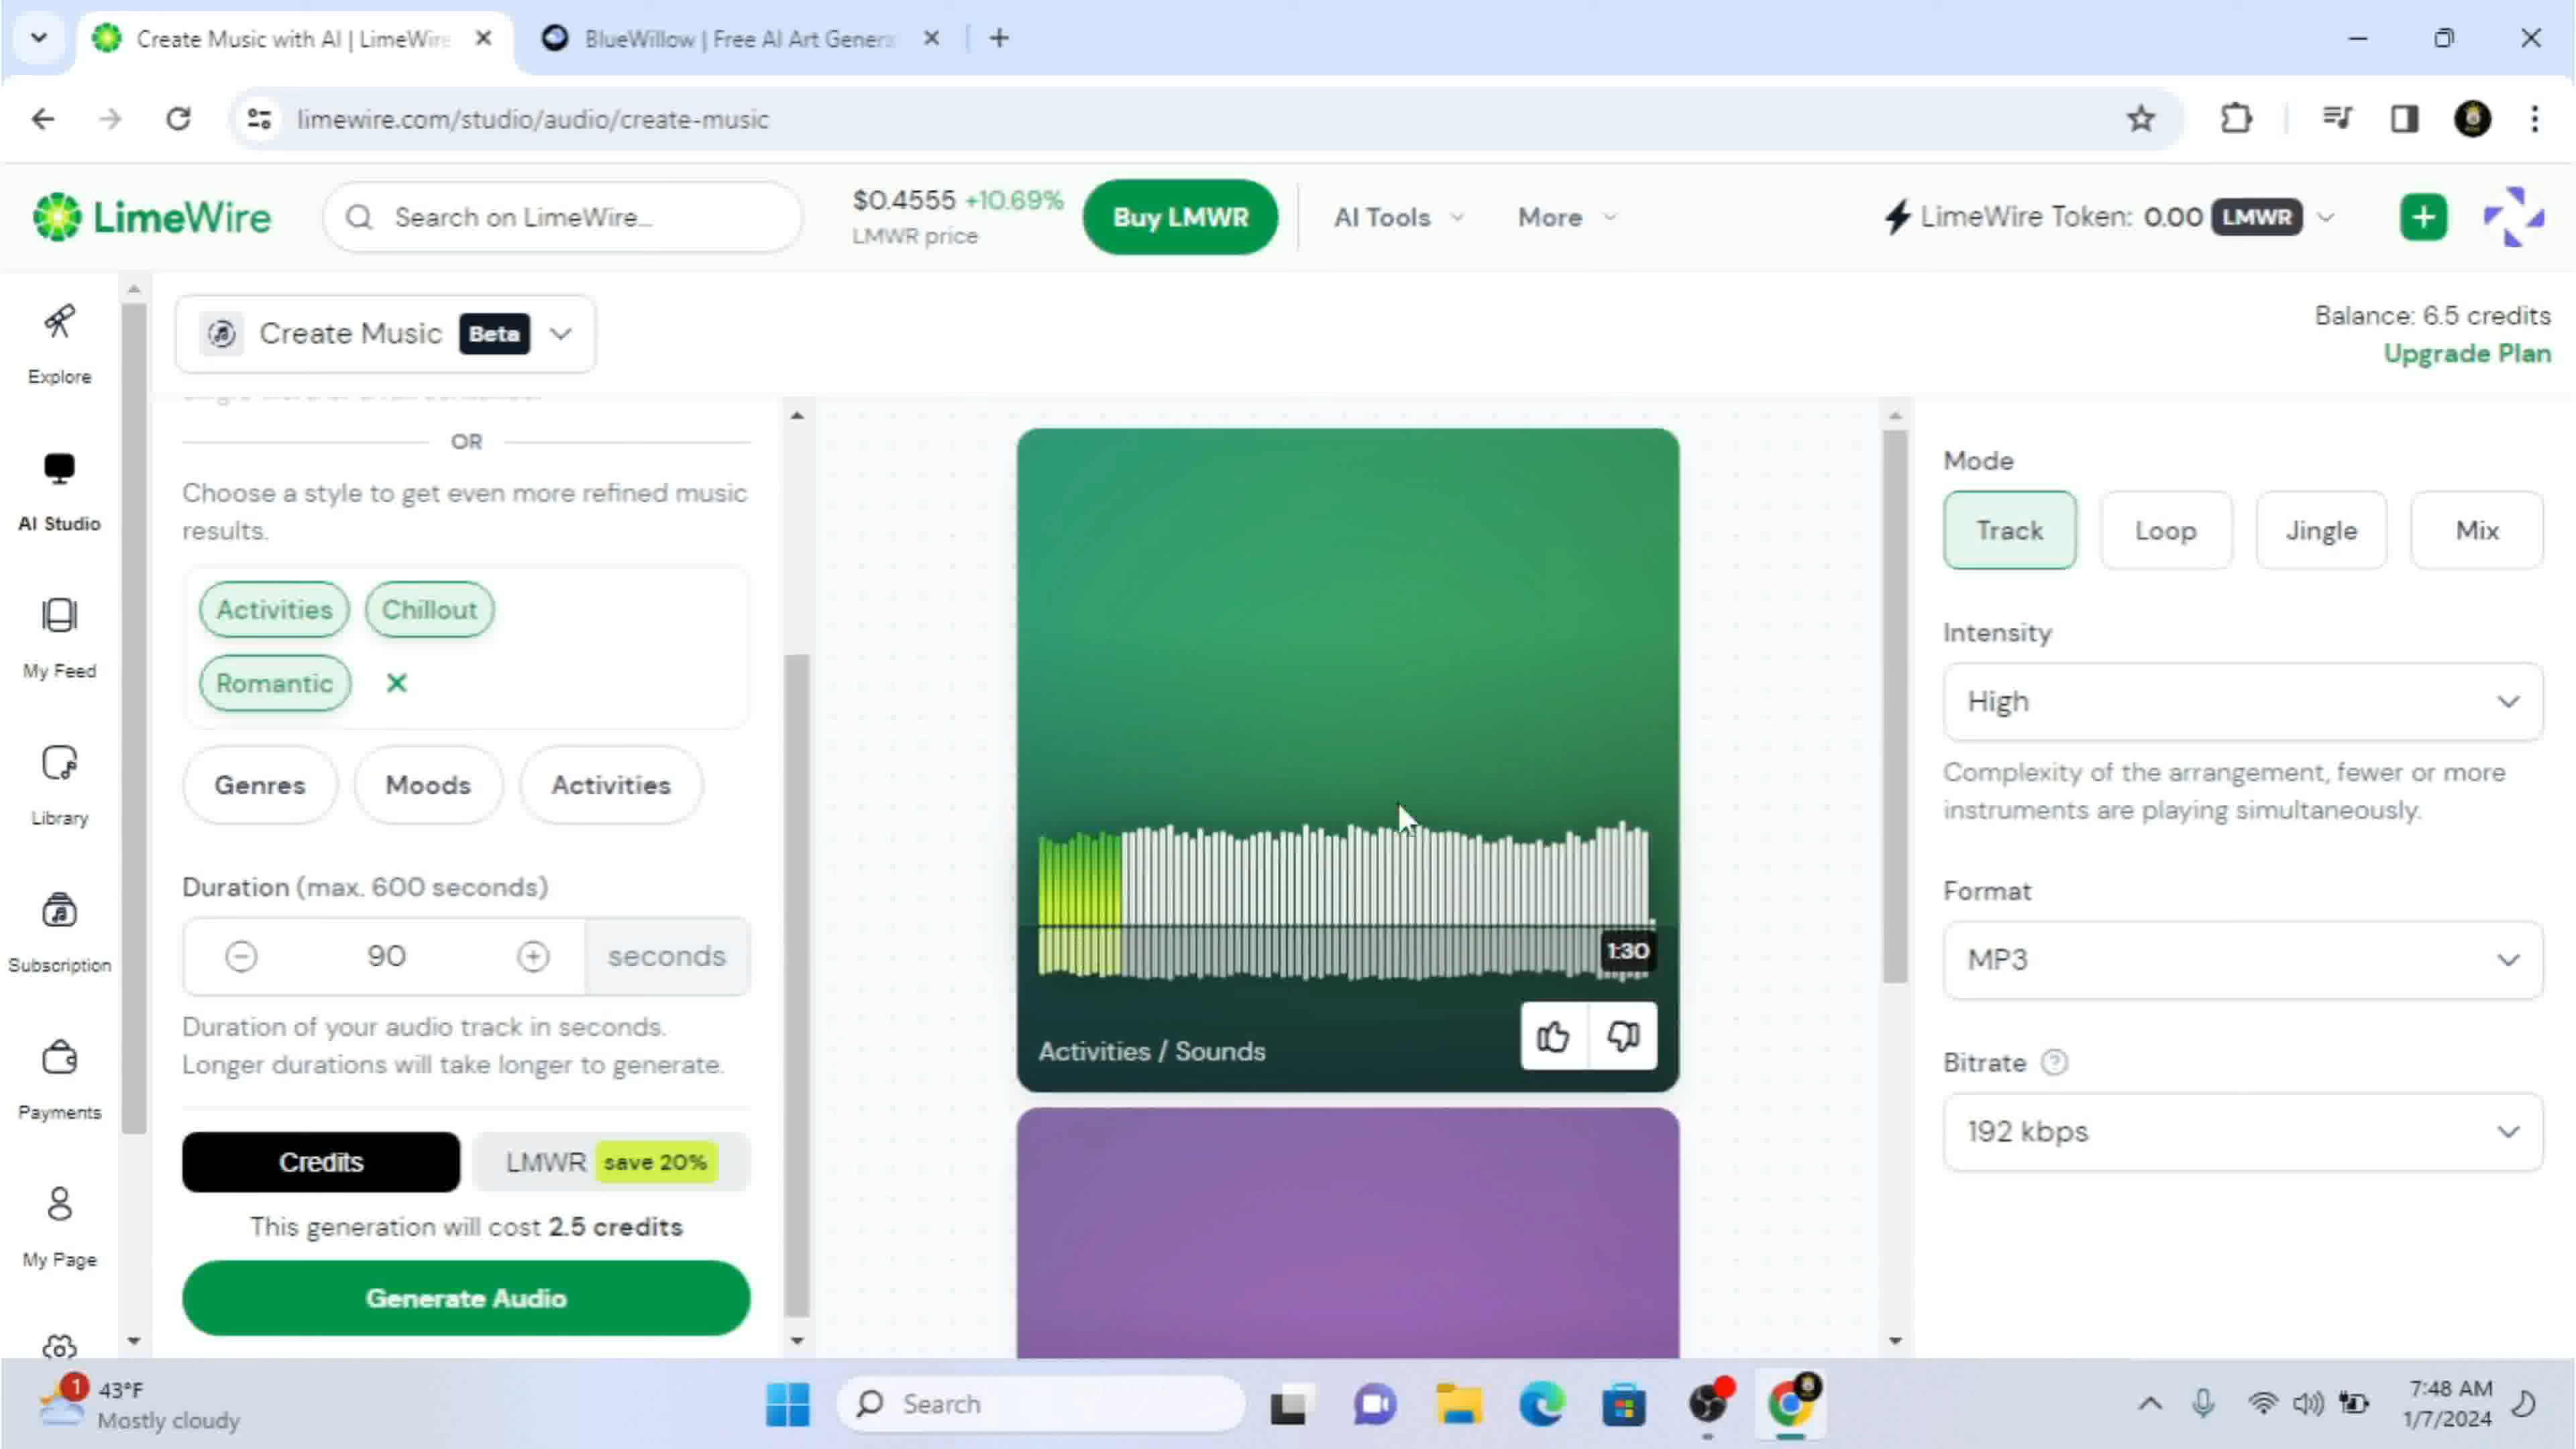 Create Music with AI | LimeWire
BlueWillow | Free AI Art Genera
limewire.com/studio/audio/create-music
LimeWire
Search on LimeWire...
$0.4555 +10.69%
LMWR price
Buy LMWR
AI Tools
More
LimeWire Token: 0.00 LMWR
Create Music Beta
Balance: 6.5 credits
Upgrade Plan
Explore
AI Studio
My Feed
Library
Subscription
Payments
My Page
OR
Choose a style to get even more refined music
results.
Activities
Chillout
Romantic
Genres
Moods
Activities
Duration (max. 600 seconds)
90
seconds
Duration of your audio track in seconds.
Longer durations will take longer to generate.
Credits
LMWR save 20%
This generation will cost 2.5 credits
Generate Audio
1:30
Activities / Sounds
Mode
Track
Loop
Jingle
Mix
Intensity
High
Complexity of the arrangement, fewer or more
instruments are playing simultaneously.
Format
MP3
Bitrate ?
192 kbps
1
43°F
Mostly cloudy
Search
7:48 AM
1/7/2024